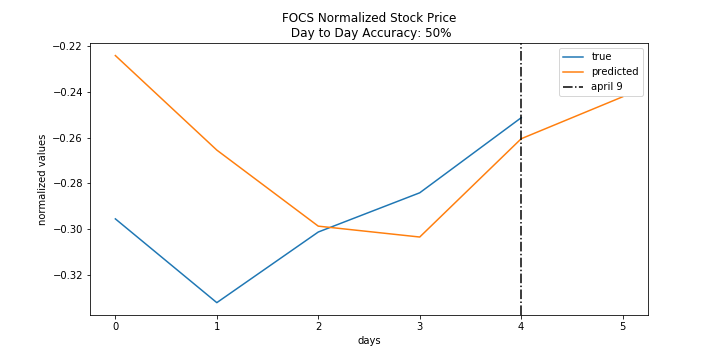 FOCS Normalized Stock Price
Day to Day Accuracy: 50%
−0.22
−0.24
−0.26
−0.28
−0.30
−0.32
normalized values
true
predicted
april 9
0 1 2 3 4 5
days